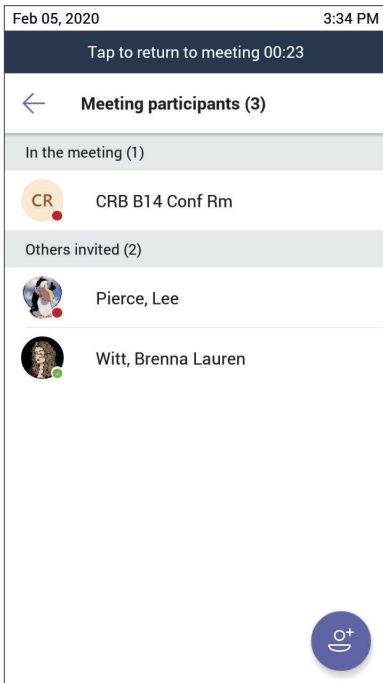 Feb 05, 2020 3:34 PM
Tap to return to meeting 00:23
Meeting participants (3)
In the meeting (1)
CR CRB B14 Conf Rm
Others invited (2)
Pierce, Lee
Witt, Brenna Lauren